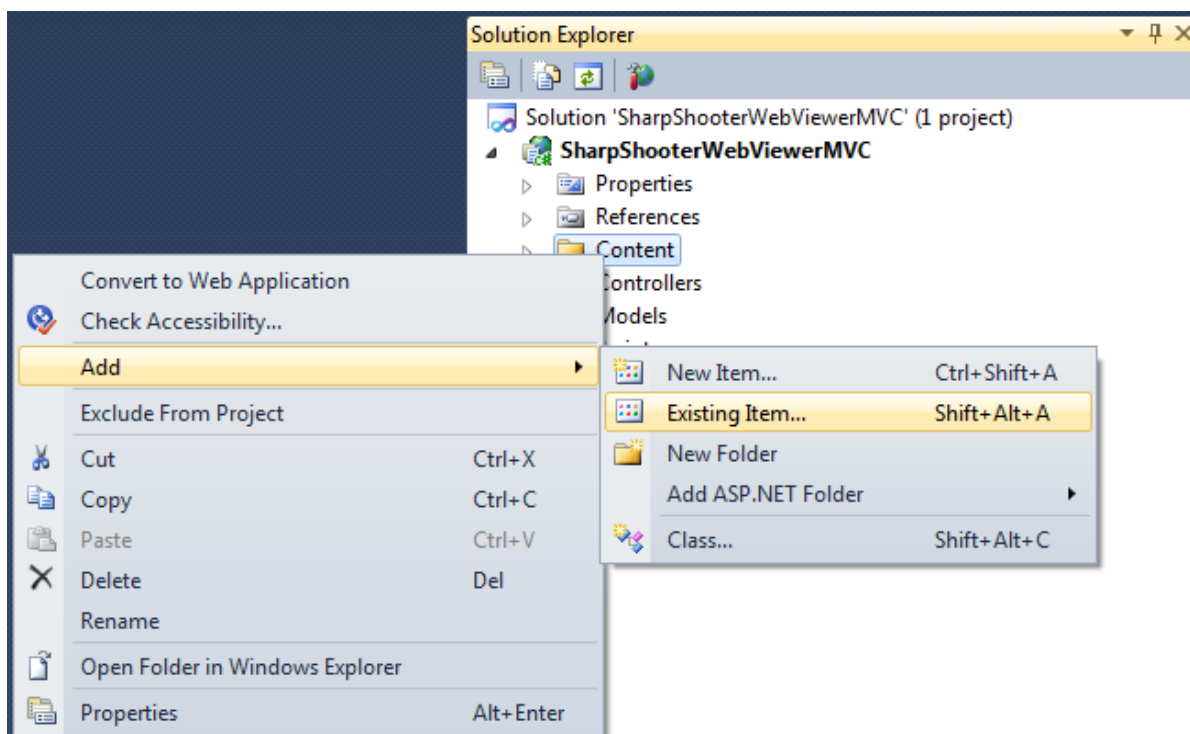 Solution Explorer
Solution 'SharpShooterWebViewerMVC' (1 project)
SharpShooterWebViewerMVC
Properties
References
Content
Controllers
Models
Convert to Web Application
Check Accessibility...
Add
Exclude From Project
Cut Ctrl+X
Copy Ctrl+C
Paste Ctrl+V
Delete Del
Rename
Open Folder in Windows Explorer
Properties Alt+Enter
New Item... Ctrl+Shift+A
Existing Item... Shift+Alt+A
New Folder
Add ASP.NET Folder
Class... Shift+Alt+C